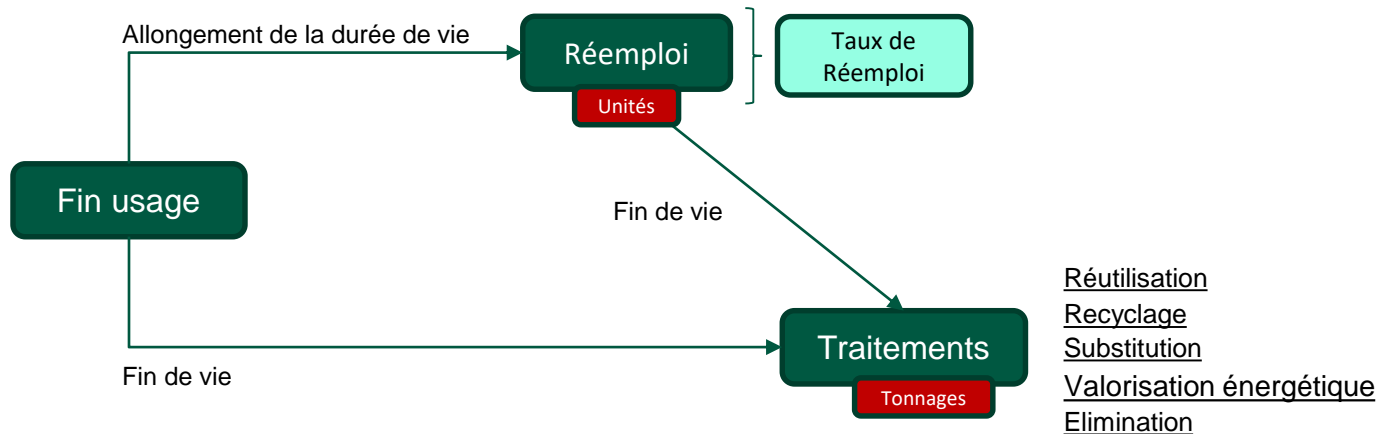 Allongement de la durée de vie
Réemploi
Unités
Taux de
Réemploi
Fin usage
Fin de vie
Fin de vie
Traitements
Tonnages
Réutilisation
Recyclage
Substitution
Valorisation énergétique
Elimination